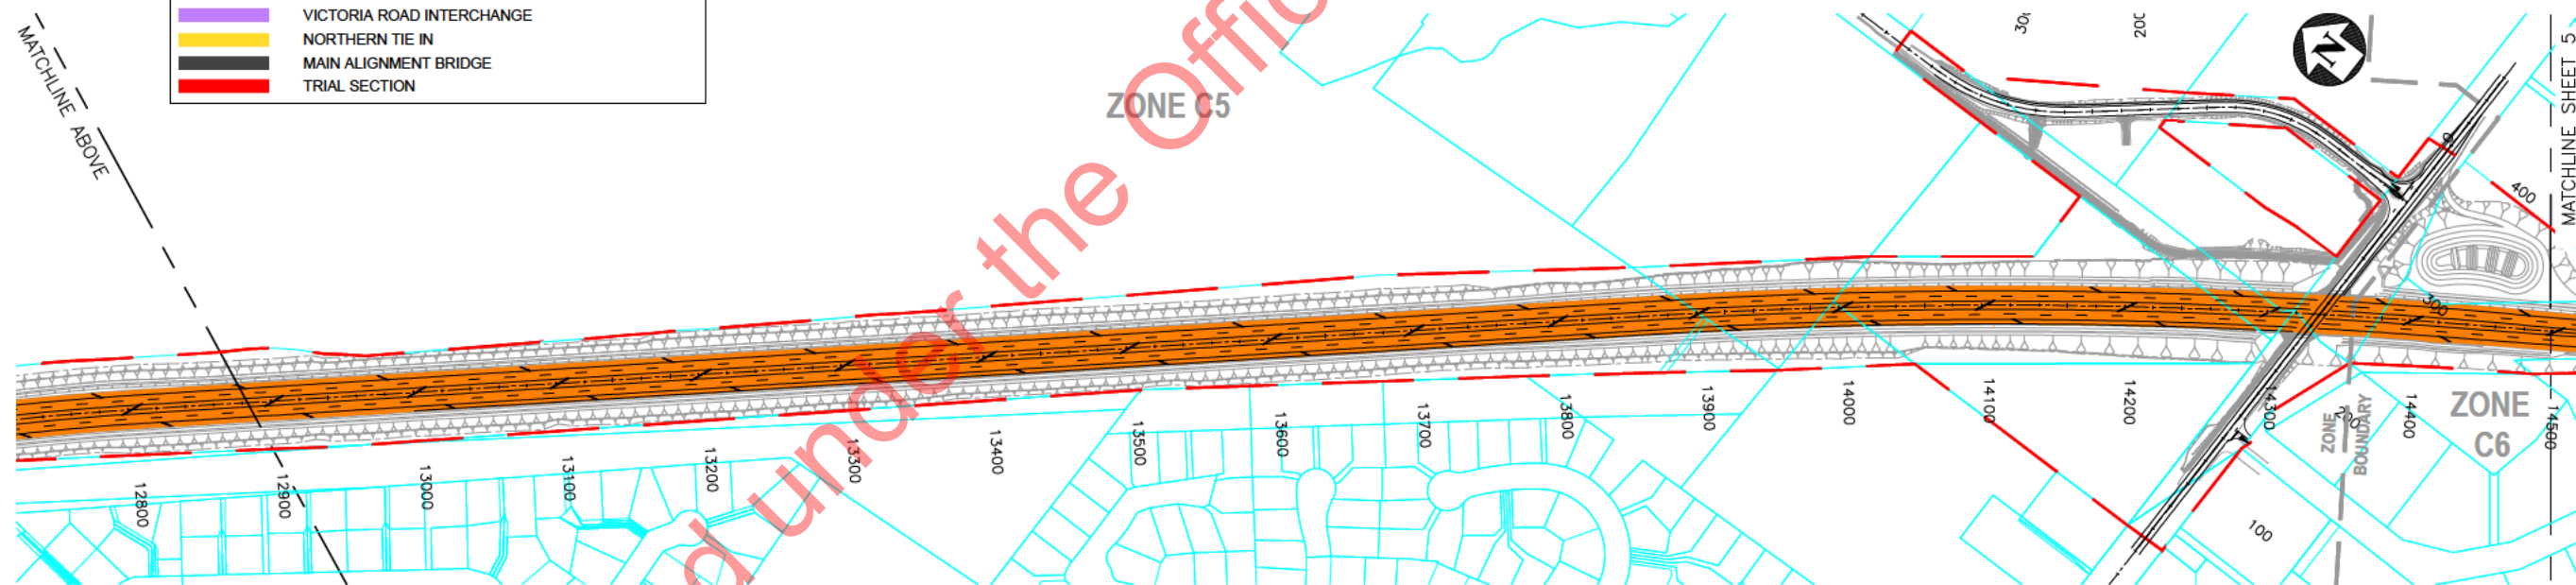 VICTORIA ROAD INTERCHANGE
NORTHERN TIE IN
MAIN ALIGNMENT BRIDGE
TRIAL SECTION
MATCHLINE ABOVE
ZONE C5
N
MATCHLINE SHEET 5
400
300
200
100
d under the Offic
12800
12900
13000
13100
13200
13300
13400
13500
13600
13700
13800
13900
14000
14100
14200
14300
14400
14500
ZONE
BOUNDARY
ZONE
C6